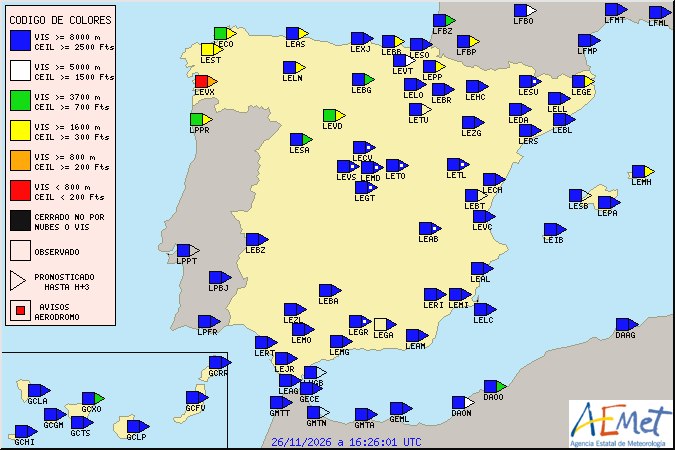 CODIGO DE COLORES
VIS >= 8000 m
CEIL >= 2500 Fts
VIS >= 5000 m
CEIL >= 1500 Fts
VIS >= 3700 m
CEIL >= 700 Fts
VIS >= 1600 m
CEIL >= 300 Fts
VIS >= 800 m
CEIL >= 200 Fts
VIS < 800 m
CEIL < 200 Fts
CERRADO NO POR
NUBES O VIS
OBSERVADO
PRONOSTICADO
HASTA H+3
AVISOS
AERODROMO
LFBO LFMT LFML
LFBZ
LECO LEAS LEXJ LEBB LESO LFBP LFMP
LEST
LEVT LEPP
LELN
LEVX LEBG LELO LEBR LEHC LESU LEGE
LELL
LETU LEDA LEBL
LPPR LEVD LEZG LERS
LESA LECV
LEVS LEMD LETO LETL
LEMH
LEGT LECH
LEBT LESB LEPA
LEVC
LEAB LEIB
LEBZ
LPPT
LEAL
LPBJ
LEBA LERI LEMI
LEZL LELC
LPFR LEMO LEGR LEGA LEAM
DAAG
LERT LEMG
LEJR
GCRR
LEAG
GECE
DAOO
GCLA GCXO GCFV GMTT
GCGM GMTN GMTA GEML DAON
GCHI GCTS GCLP
26/11/2026 a 16:26:01 UTC
AEMet
Agencia Estatal de Meteorología